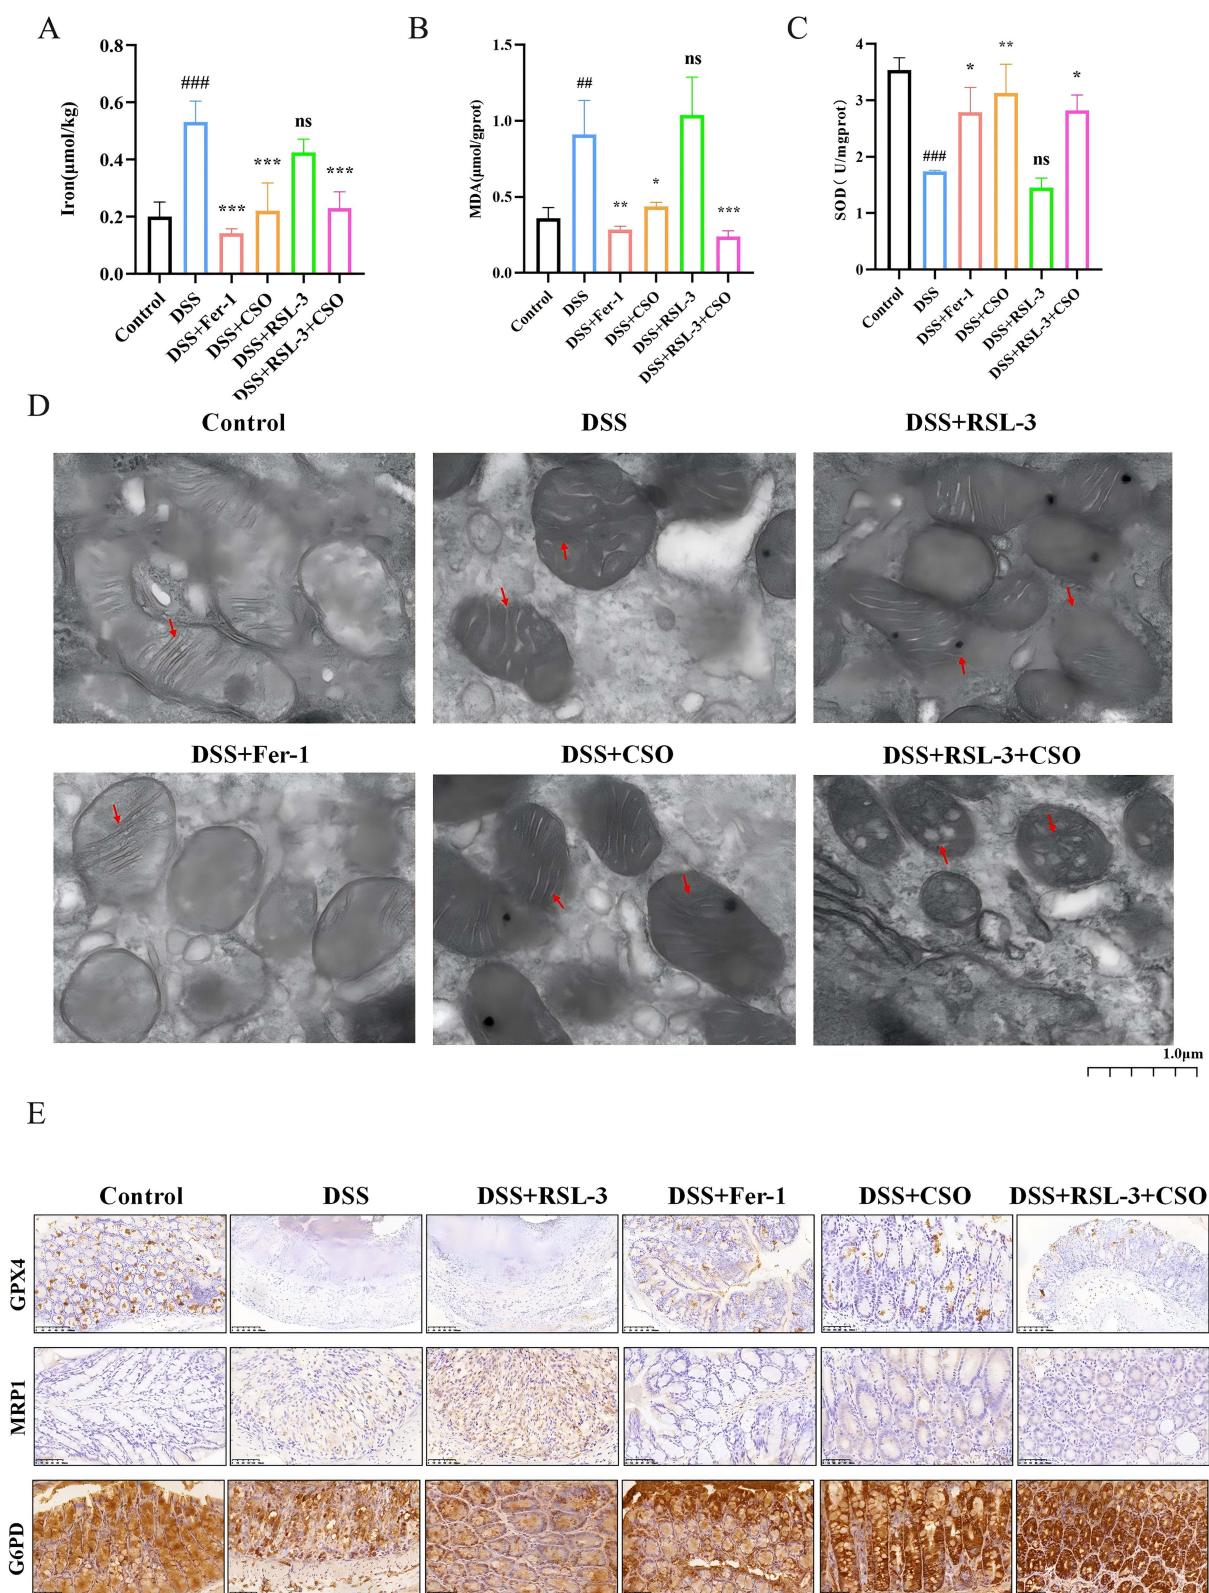 A
Iron(μmol/kg)
0.8
0.6
0.4
0.2
0.0
###
***
***
ns
***
Control
DSS
DSS+Fer-1
DSS+CSO
DSS+RSL-3
DSS+RSL-3+CSO
B
MDA(μmol/gprot)
1.5
1.0
0.5
0.0
##
**
*
ns
***
Control
DSS
DSS+Fer-1
DSS+CSO
DSS+RSL-3
DSS+RSL-3+CSO
C
SOD（ U/mgprot）
4
3
2
1
0
###
*
**
ns
*
Control
DSS
DSS+Fer-1
DSS+CSO
DSS+RSL-3
DSS+RSL-3+CSO
D
Control
DSS
DSS+RSL-3
DSS+Fer-1
DSS+CSO
DSS+RSL-3+CSO
1.0μm
E
Control
DSS
DSS+RSL-3
DSS+Fer-1
DSS+CSO
DSS+RSL-3+CSO
GPX4
MRP1
G6PD